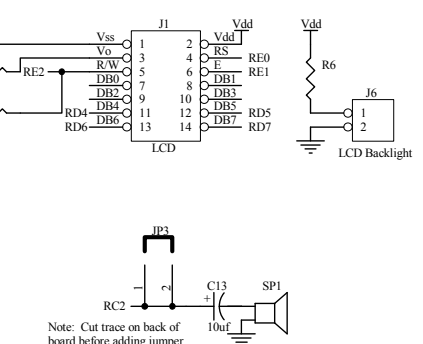 J1
Vdd
Vdd
Vss 1 2 Vdd
Vo 3 4 RS RE0
RE2 R/W 5 6 E RE1
DB0 7 8 DB1
DB2 9 10 DB3
RD4 DB4 11 12 DB5 RD5
RD6 DB6 13 14 DB7 RD7
LCD
R6
J6
1
2
LCD Backlight
JP3
1
2
C13
SP1
RC2
+
10uf
Note: Cut trace on back of
board before adding jumper